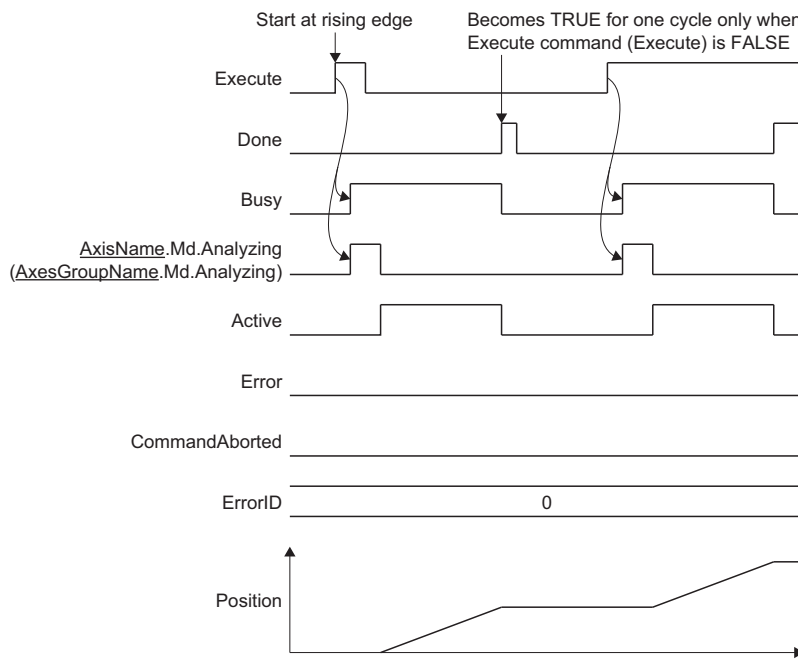 Start at rising edge
Becomes TRUE for one cycle only when
Execute command (Execute) is FALSE
Execute
Done
Busy
AxisName.Md.Analyzing
(AxesGroupName.Md.Analyzing)
Active
Error
CommandAborted
ErrorID
0
Position